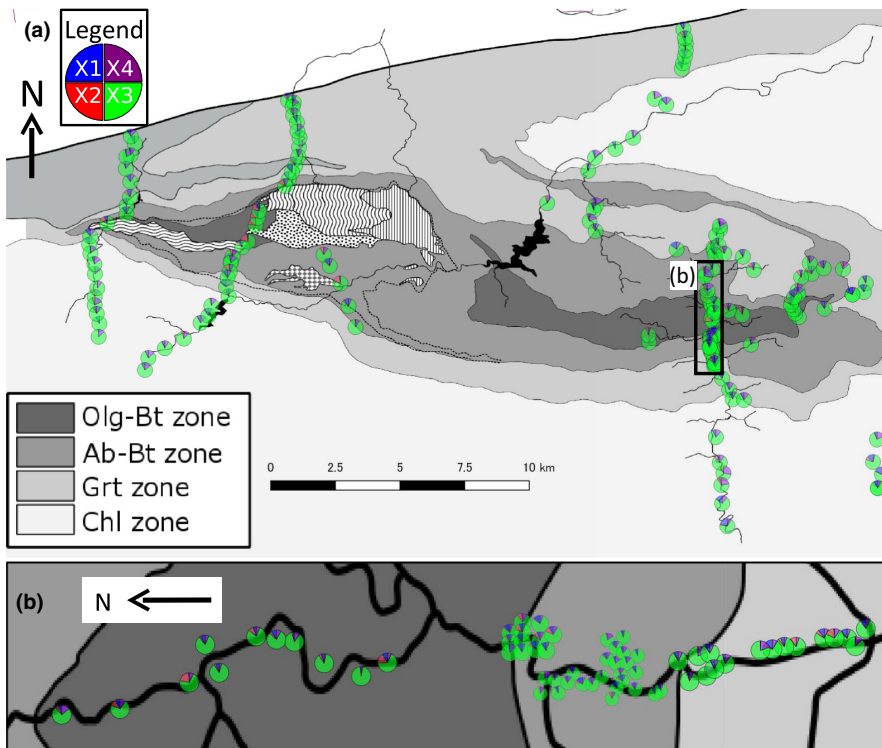 (a)
Legend
X1 X4
X2 X3
N
(b)
Olg-Bt zone
Ab-Bt zone
Grt zone
Chl zone
0 2.5 5 7.5 10 km
(b)
N